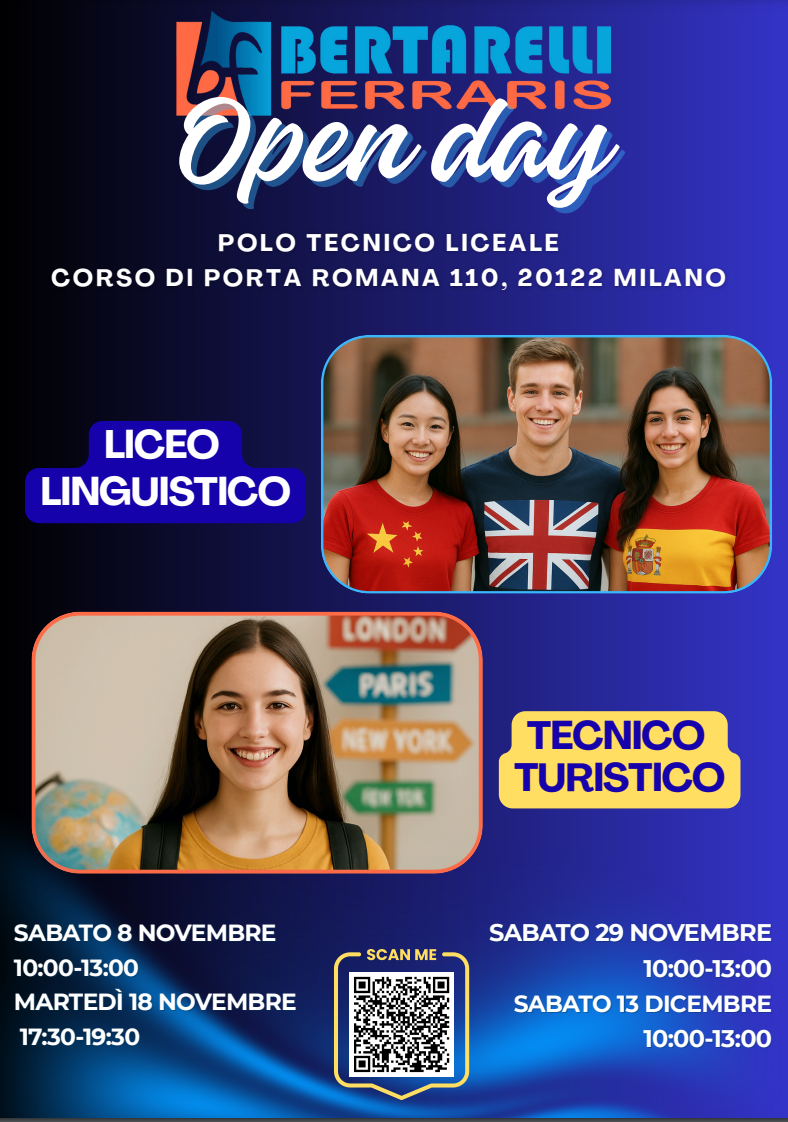 bf BERTARELLI
FERRARIS
Open day
POLO TECNICO LICEALE
CORSO DI PORTA ROMANA 110, 20122 MILANO
LICEO
LINGUISTICO
LONDON
PARIS
NEW YORK
TECNICO
TURISTICO
SABATO 8 NOVEMBRE
10:00-13:00
MARTEDÌ 18 NOVEMBRE
17:30-19:30
SCAN ME
SABATO 29 NOVEMBRE
10:00-13:00
SABATO 13 DICEMBRE
10:00-13:00